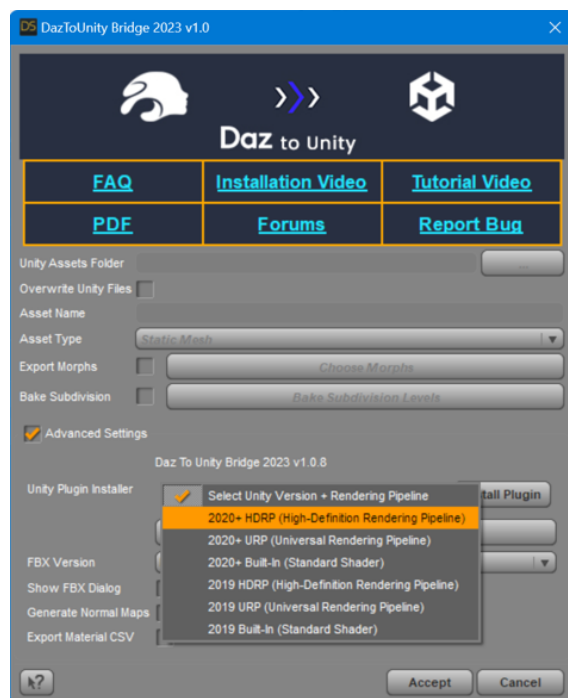 DS DazToUnity Bridge 2023 v1.0
Daz to Unity
FAQ Installation Video Tutorial Video
PDF Forums Report Bug
Unity Assets Folder ...
Overwrite Unity Files
Asset Name
Asset Type Static Mesh
Export Morphs Choose Morphs
Bake Subdivision Bake Subdivision Levels
Advanced Settings
Daz To Unity Bridge 2023 v1.0.8
Unity Plugin Installer Select Unity Version + Rendering Pipeline tall Plugin
2020+ HDRP (High-Definition Rendering Pipeline)
2020+ URP (Universal Rendering Pipeline)
2020+ Built-In (Standard Shader)
FBX Version
2019 HDRP (High-Definition Rendering Pipeline)
Show FBX Dialog
2019 URP (Universal Rendering Pipeline)
Generate Normal Maps
2019 Built-In (Standard Shader)
Export Material CSV
? Accept Cancel